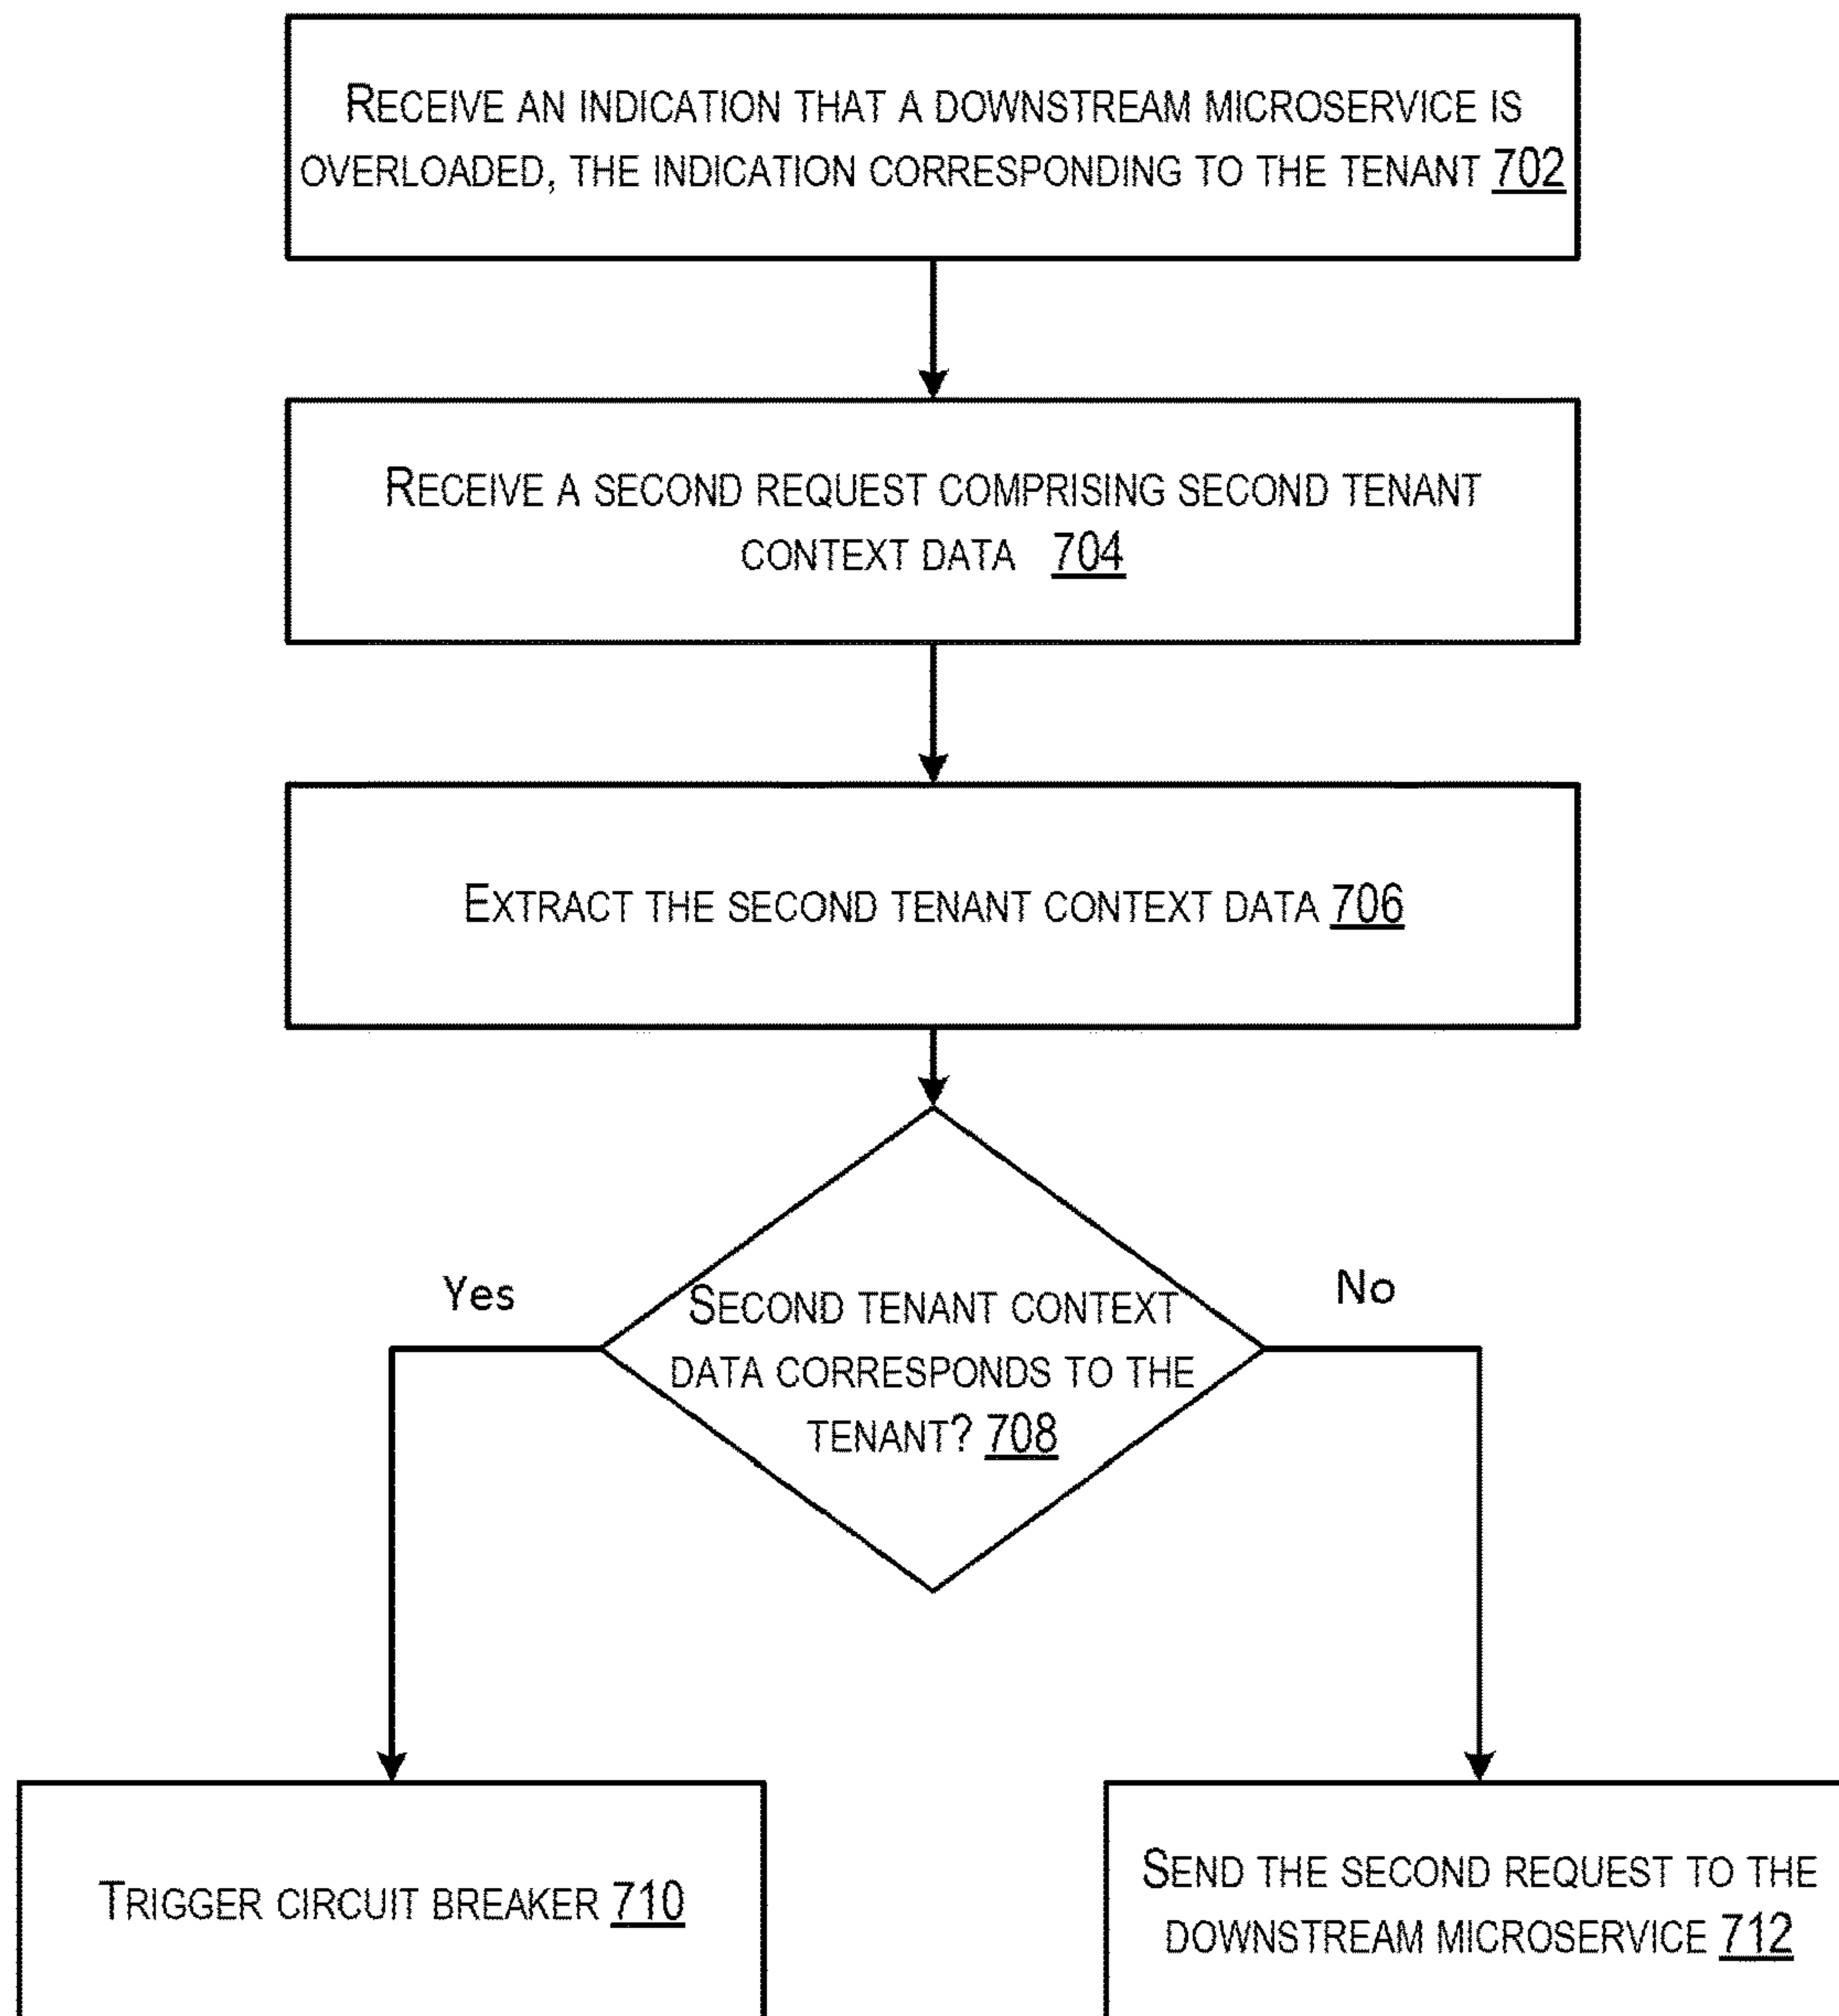 RECEIVE AN INDICATION THAT A DOWNSTREAM MICROSERVICE IS
OVERLOADED, THE INDICATION CORRESPONDING TO THE TENANT 702
RECEIVE A SECOND REQUEST COMPRISING SECOND TENANT
CONTEXT DATA 704
EXTRACT THE SECOND TENANT CONTEXT DATA 706
Yes
No
SECOND TENANT CONTEXT
DATA CORRESPONDS TO THE
TENANT? 708
TRIGGER CIRCUIT BREAKER 710
SEND THE SECOND REQUEST TO THE
DOWNSTREAM MICROSERVICE 712